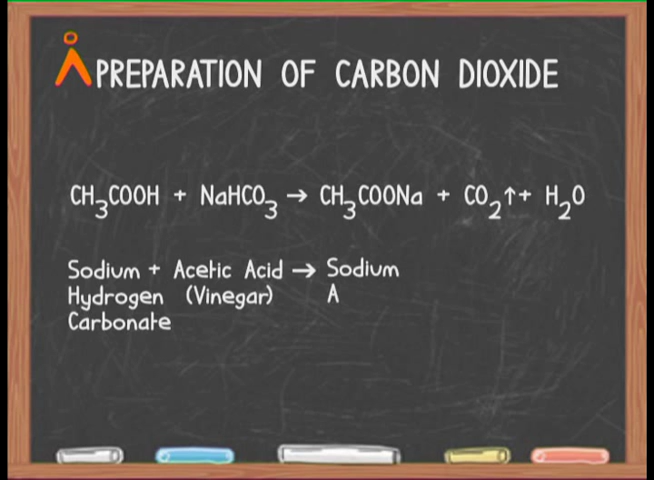 PREPARATION OF CARBON DIOXIDE
CH3COOH + NaHCO3 → CH3COONa + CO2↑ + H2O
Sodium + Acetic Acid → Sodium
Hydrogen (Vinegar) A
Carbonate